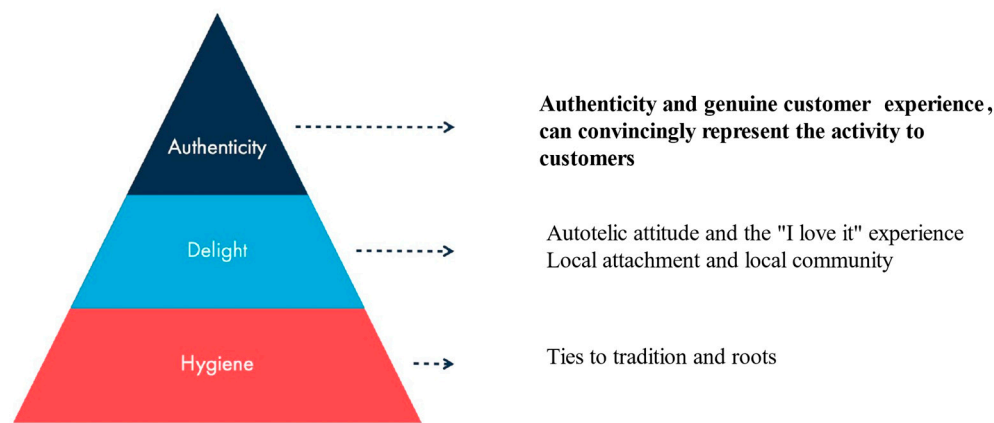 Authenticity
Authenticity and genuine customer experience,
can convincingly represent the activity to
customers
Delight
Autotelic attitude and the "I love it" experience
Local attachment and local community
Hygiene
Ties to tradition and roots